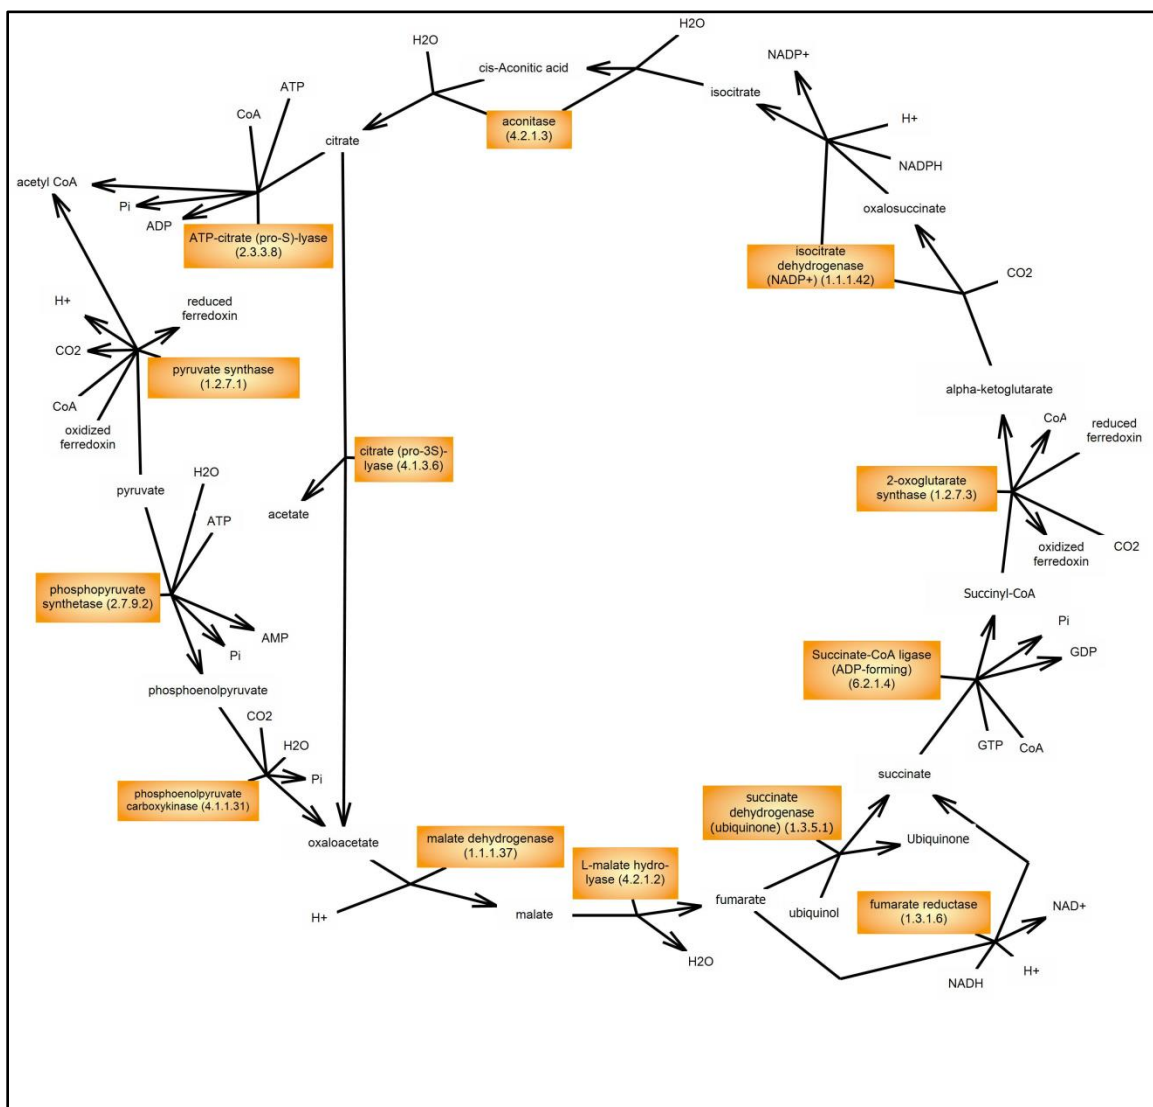 H2O
H2O
cis-Aconitic acid
NADP+
ATP
isocitrate
CoA
aconitase
(4.2.1.3)
H+
citrate
NADPH
acetyl CoA
Pi
ADP
oxalosuccinate
ATP-citrate (pro-S)-lyase
(2.3.3.8)
isocitrate
dehydrogenase
(NADP+) (1.1.1.42)
CO2
H+
reduced
ferredoxin
CO2
pyruvate synthase
(1.2.7.1)
alpha-ketoglutarate
CoA
oxidized
ferredoxin
CoA
reduced
ferredoxin
citrate (pro-3S)-
lyase (4.1.3.6)
H2O
pyruvate
2-oxoglutarate
synthase (1.2.7.3)
acetate
ATP
oxidized
ferredoxin
CO2
phosphopyruvate
synthetase (2.7.9.2)
Succinyl-CoA
AMP
Pi
Pi
GDP
Succinate-CoA ligase
(ADP-forming)
(6.2.1.4)
phosphoenolpyruvate
CO2
H2O
GTP
CoA
Pi
succinate
phosphoenolpyruvate
carboxykinase (4.1.1.31)
succinate
dehydrogenase
(ubiquinone) (1.3.5.1)
oxaloacetate
malate dehydrogenase
(1.1.1.37)
Ubiquinone
L-malate hydro-
lyase (4.2.1.2)
fumarate
H+
malate
ubiquinol
fumarate reductase
(1.3.1.6)
NAD+
H2O
NADH
H+